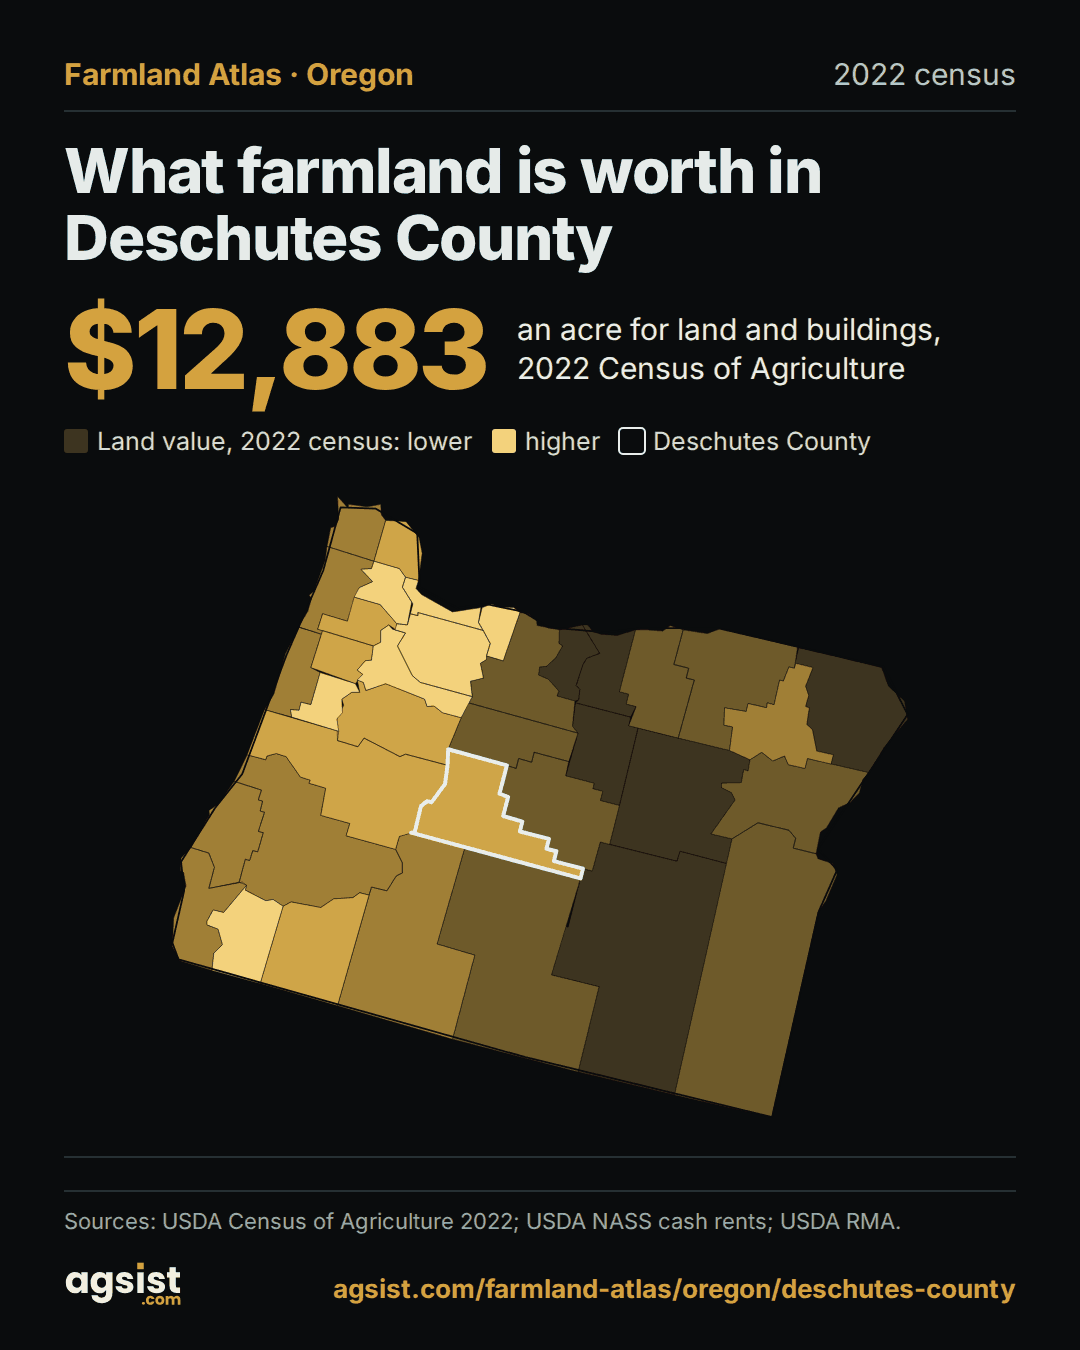 Farmland Atlas · Oregon
2022 census
What farmland is worth in
Deschutes County
$12,883
an acre for land and buildings,
2022 Census of Agriculture
Land value, 2022 census: lower
higher
Deschutes County
Sources: USDA Census of Agriculture 2022; USDA NASS cash rents; USDA RMA.
agsist
.com
agsist.com/farmland-atlas/oregon/deschutes-county